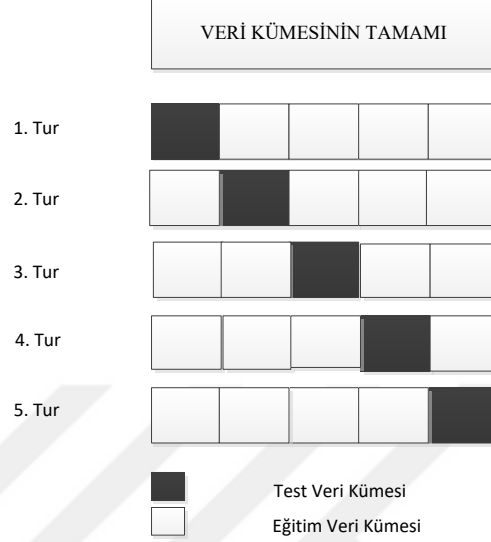 VERİ KÜMESİNİN TAMAMI
1. Tur
2. Tur
3. Tur
4. Tur
5. Tur
Test Veri Kümesi
Eğitim Veri Kümesi